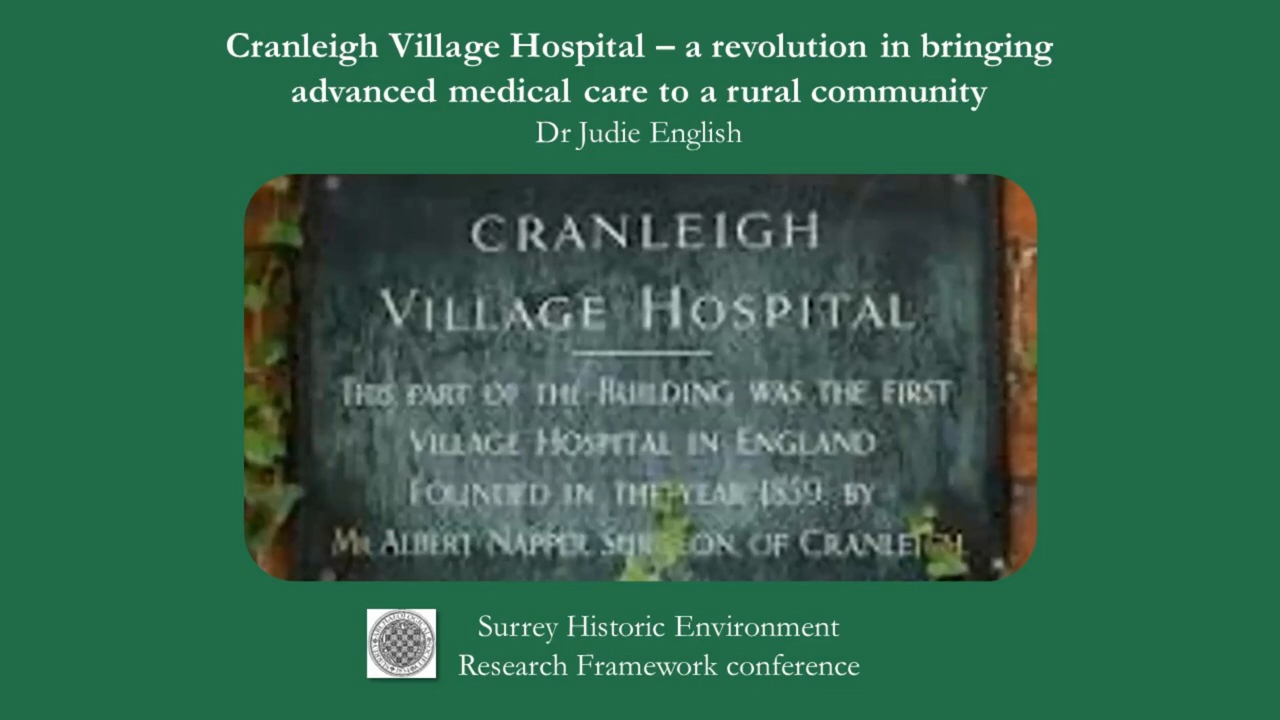 Cranleigh Village Hospital – a revolution in bringing
advanced medical care to a rural community
Dr Judie English
CRANLEIGH
VILLAGE HOSPITAL
THIS PART OF THE BUILDING WAS THE FIRST
VILLAGE HOSPITAL IN ENGLAND
FOUNDED IN THE YEAR 1859 BY
MR ALBERT NAPPER SURGEON OF CRANLEIGH
Surrey Historic Environment
Research Framework conference